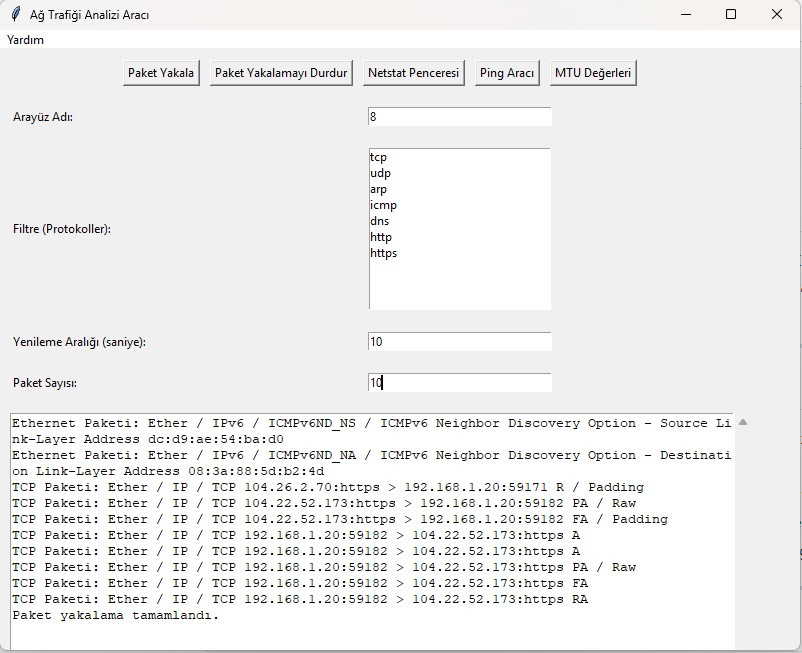 Ağ Trafiği Analizi Aracı
Yardım
Paket Yakala Paket Yakalamayı Durdur Netstat Penceresi Ping Aracı MTU Değerleri
Arayüz Adı: 8
tcp
udp
arp
icmp
Filtre (Protokoller): dns
http
https
Yenileme Aralığı (saniye): 10
Paket Sayısı: 10
Ethernet Paketi: Ether / IPv6 / ICMPv6ND_NS / ICMPv6 Neighbor Discovery Option - Source Li
nk-Layer Address dc:d9:ae:54:ba:d0
Ethernet Paketi: Ether / IPv6 / ICMPv6ND_NA / ICMPv6 Neighbor Discovery Option - Destinati
on Link-Layer Address 08:3a:88:5d:b2:4d
TCP Paketi: Ether / IP / TCP 104.26.2.70:https > 192.168.1.20:59171 R / Padding
TCP Paketi: Ether / IP / TCP 104.22.52.173:https > 192.168.1.20:59182 PA / Raw
TCP Paketi: Ether / IP / TCP 104.22.52.173:https > 192.168.1.20:59182 FA / Padding
TCP Paketi: Ether / IP / TCP 192.168.1.20:59182 > 104.22.52.173:https A
TCP Paketi: Ether / IP / TCP 192.168.1.20:59182 > 104.22.52.173:https A
TCP Paketi: Ether / IP / TCP 192.168.1.20:59182 > 104.22.52.173:https PA / Raw
TCP Paketi: Ether / IP / TCP 192.168.1.20:59182 > 104.22.52.173:https FA
TCP Paketi: Ether / IP / TCP 192.168.1.20:59182 > 104.22.52.173:https RA
Paket yakalama tamamlandı.